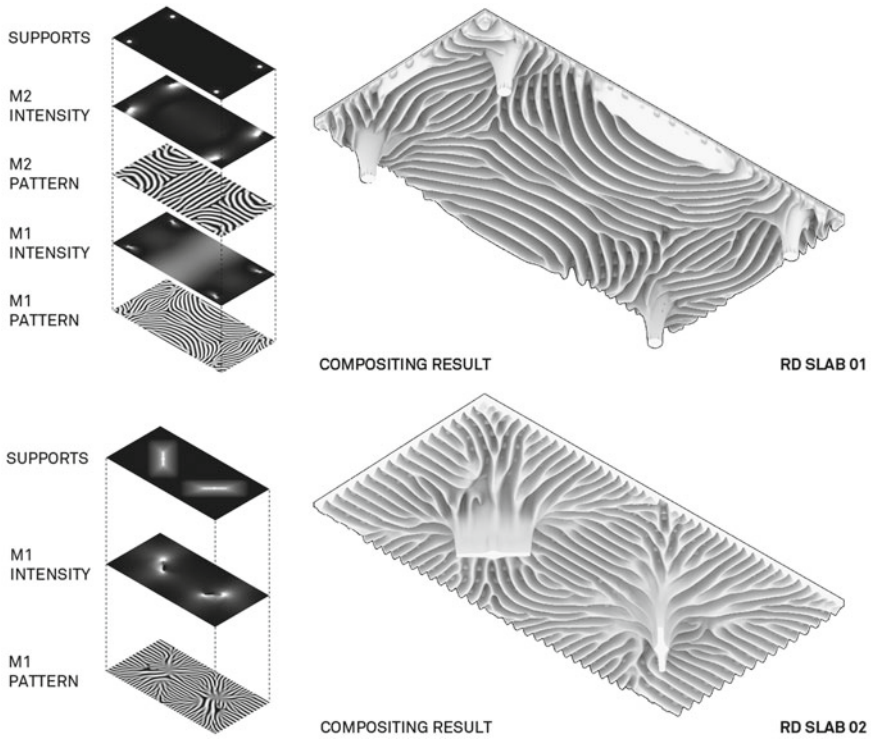 SUPPORTS
M2
INTENSITY
M2
PATTERN
M1
INTENSITY
M1
PATTERN
COMPOSITING RESULT
RD SLAB 01
SUPPORTS
M1
INTENSITY
M1
PATTERN
COMPOSITING RESULT
RD SLAB 02